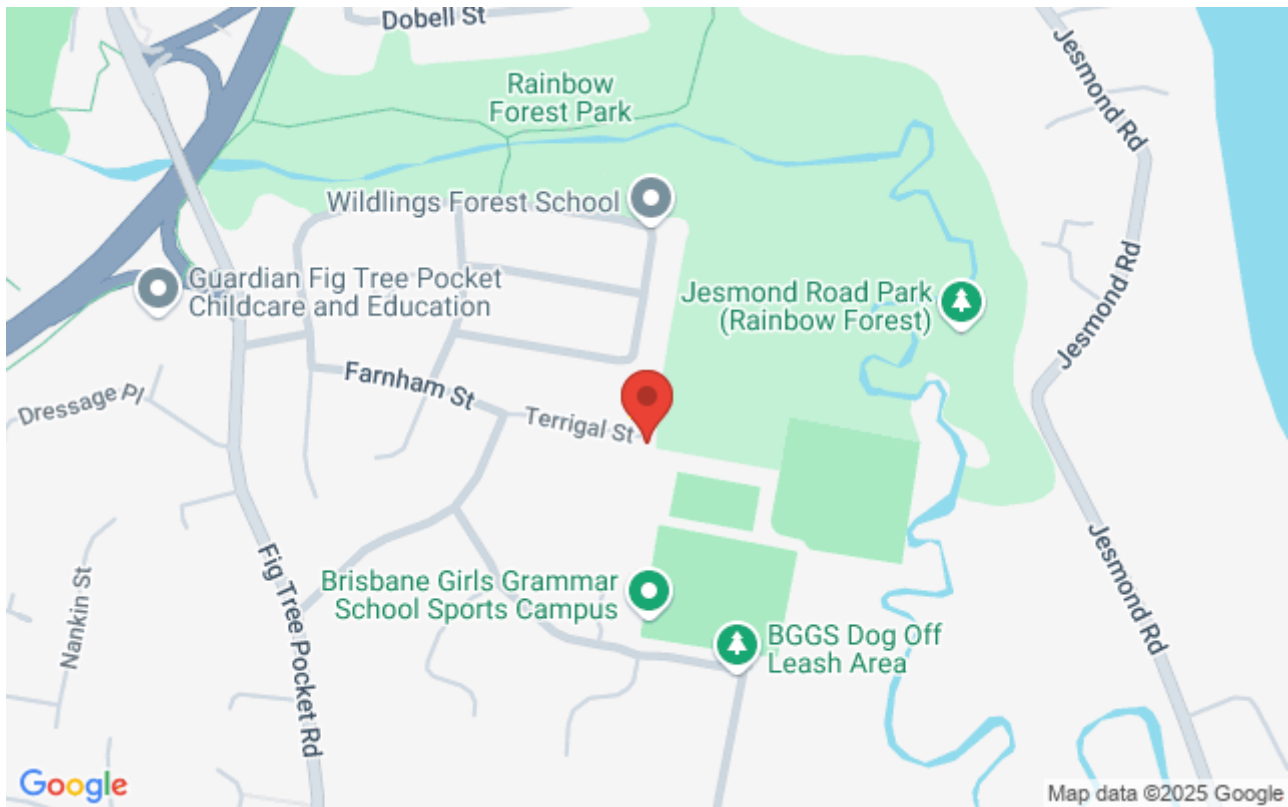 Dobell St
Rainbow
Forest Park
Jesmond Rd
Wildlings Forest School
Guardian Fig Tree Pocket
Childcare and Education
Jesmond Road Park
(Rainbow Forest)
Jesmond Rd
Farnham St
Dressage Pl
Terrigal St
Fig Tree Pocket Rd
Nankin St
Brisbane Girls Grammar
School Sports Campus
Jesmond Rd
BGGS Dog Off
Leash Area
Google
Map data ©2025 Google